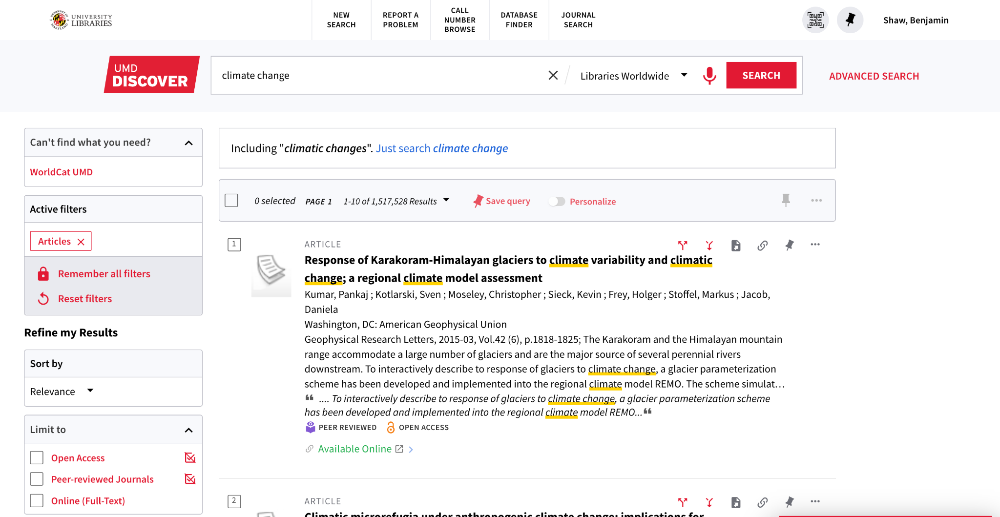 UNIVERSITY
LIBRARIES
NEW
SEARCH
REPORT A
PROBLEM
CALL
NUMBER
BROWSE
DATABASE
FINDER
JOURNAL
SEARCH
Shaw, Benjamin
UMD
DISCOVER
climate change
Libraries Worldwide
SEARCH
ADVANCED SEARCH
Can't find what you need?
WorldCat UMD
Active filters
Articles
Remember all filters
Reset filters
Refine my Results
Sort by
Relevance
Limit to
Open Access
Peer-reviewed Journals
Online (Full-Text)
Including "climatic changes". Just search climate change
0 selected PAGE 1 1-10 of 1,517,528 Results Save query Personalize
1
ARTICLE
Response of Karakoram-Himalayan glaciers to climate variability and climatic
change; a regional climate model assessment
Kumar, Pankaj ; Kotlarski, Sven ; Moseley, Christopher ; Sieck, Kevin ; Frey, Holger ; Stoffel, Markus ; Jacob,
Daniela
Washington, DC: American Geophysical Union
Geophysical Research Letters, 2015-03, Vol.42 (6), p.1818-1825; The Karakoram and the Himalayan mountain
range accommodate a large number of glaciers and are the major source of several perennial rivers
downstream. To interactively describe to response of glaciers to climate change, a glacier parameterization
scheme has been developed and implemented into the regional climate model REMO. The scheme simulat…
.... To interactively describe to response of glaciers to climate change, a glacier parameterization scheme
has been developed and implemented into the regional climate model REMO...
PEER REVIEWED OPEN ACCESS
Available Online
2
ARTICLE
Climatic microrefugia under anthropogenic climate change: implications for